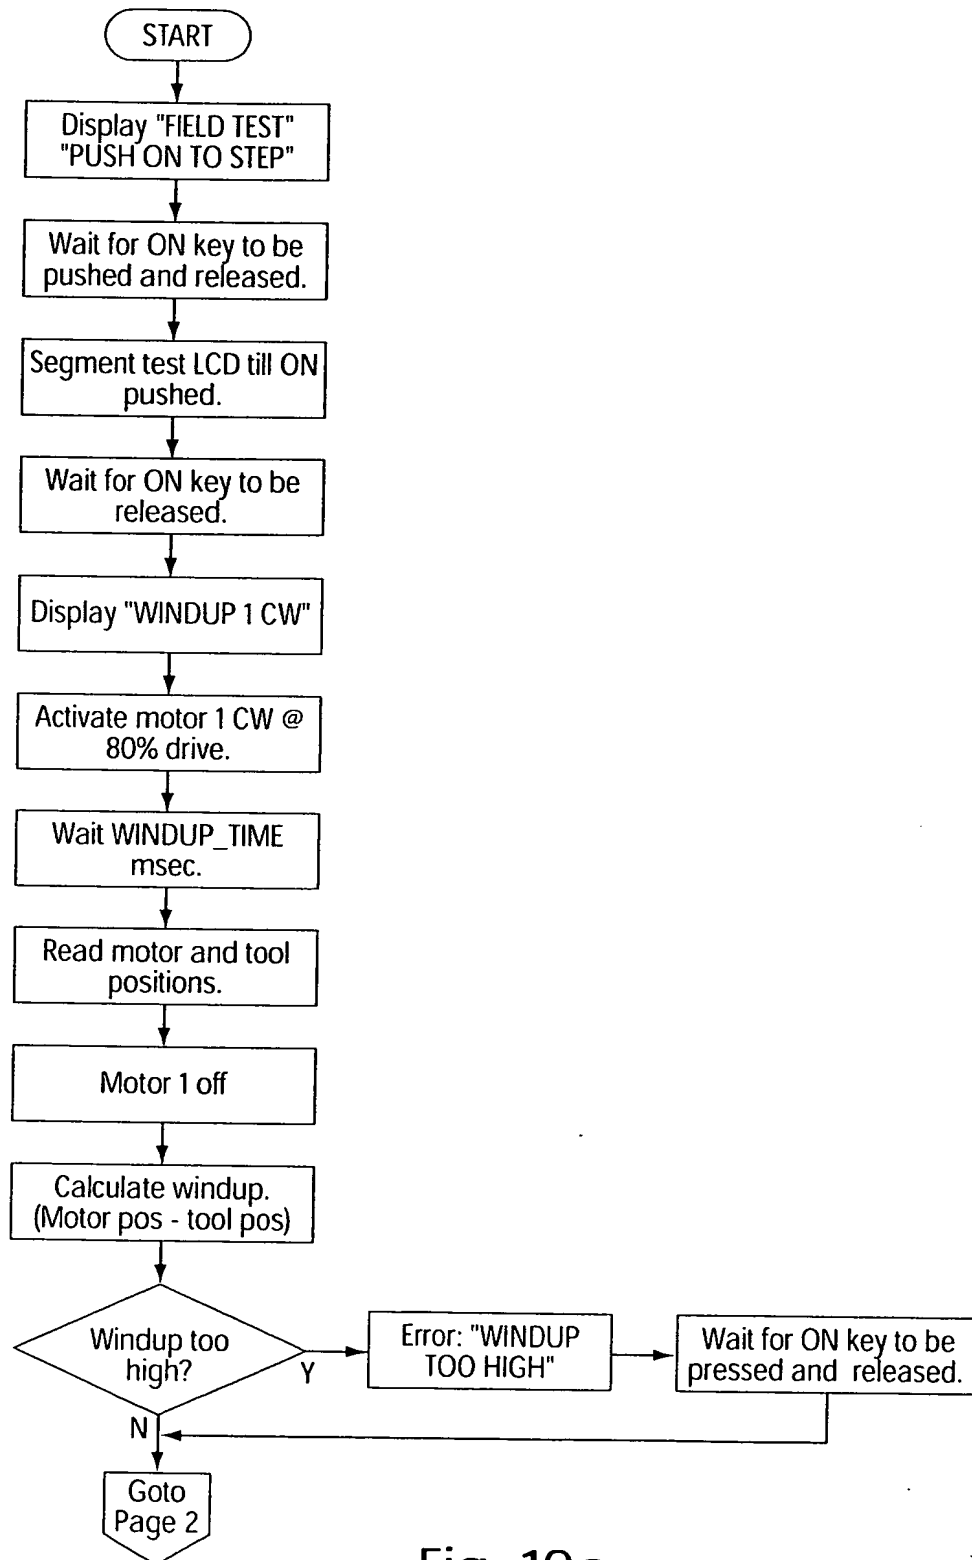 START
Display "FIELD TEST"
"PUSH ON TO STEP"
Wait for ON key to be
pushed and released.
Segment test LCD till ON
pushed.
Wait for ON key to be
released.
Display "WINDUP 1 CW"
Activate motor 1 CW @
80% drive.
Wait WINDUP_TIME
msec.
Read motor and tool
positions.
Motor 1 off
Calculate windup.
(Motor pos - tool pos)
Windup too
high?
Y
Error: "WINDUP
TOO HIGH"
Wait for ON key to be
pressed and released.
N
Goto
Page 2